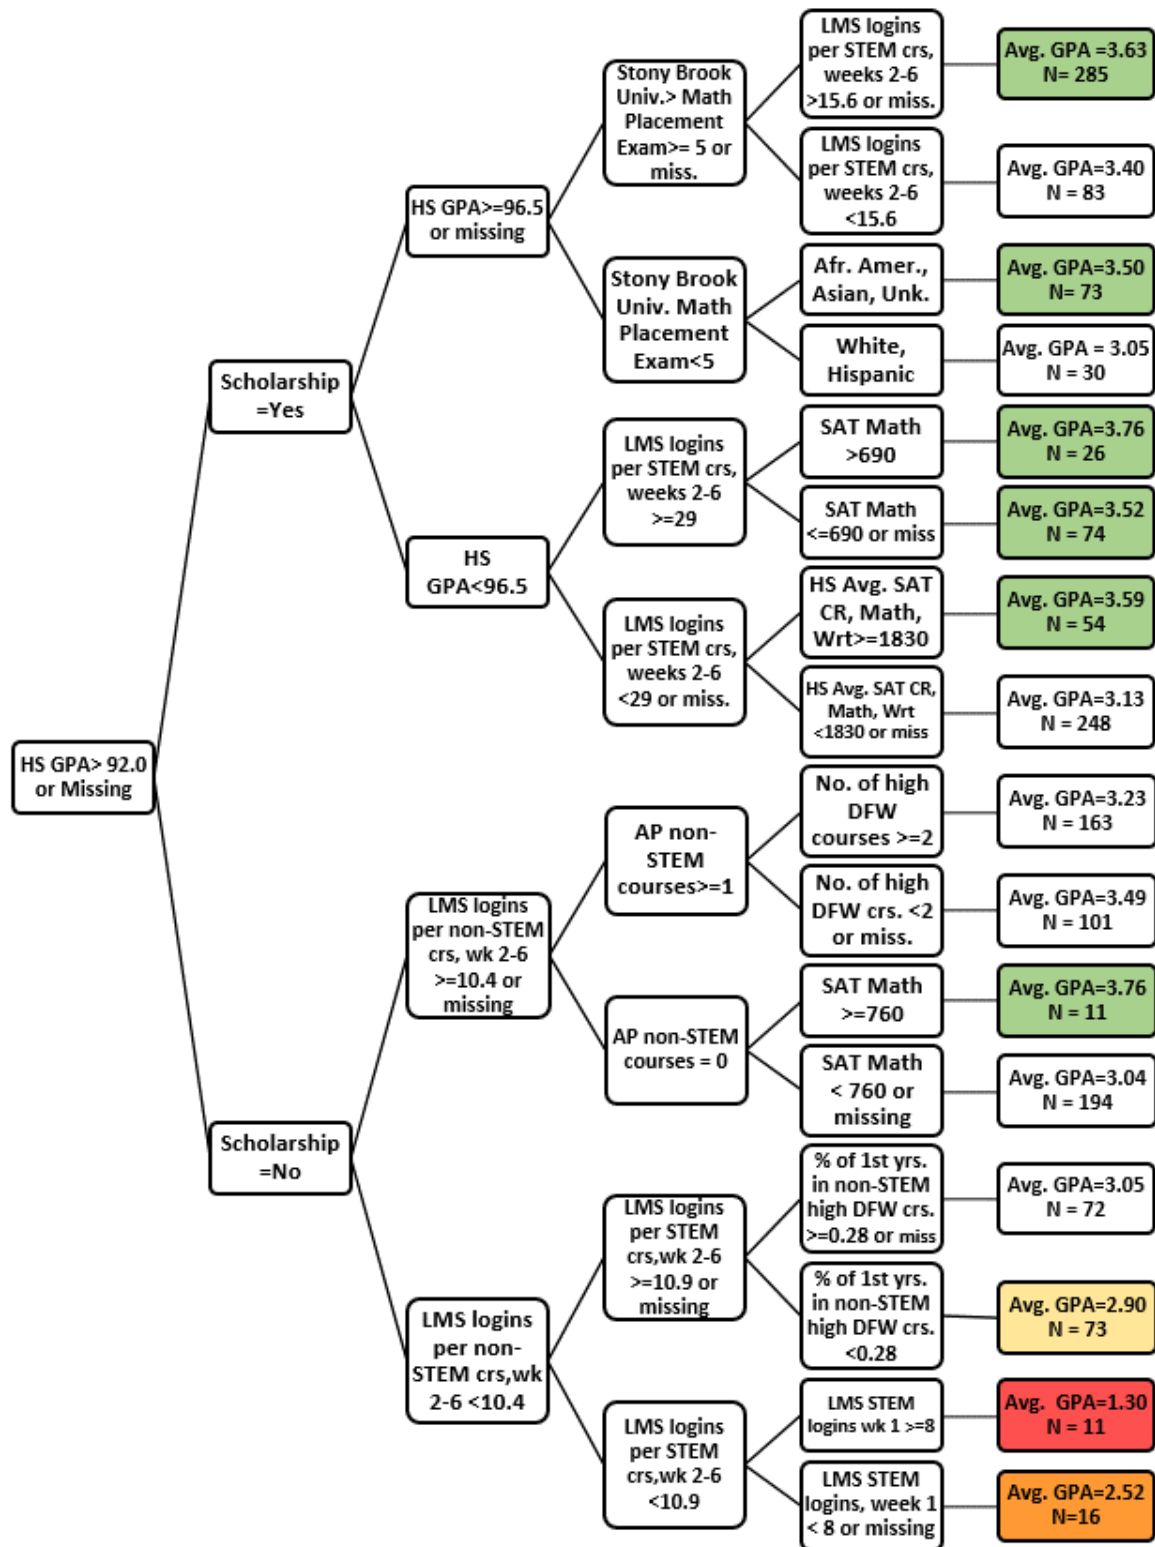 HS GPA> 92.0
or Missing
Scholarship
=Yes
Scholarship
=No
HS GPA>=96.5
or missing
HS
GPA<96.5
LMS logins
per non-STEM
crs, wk 2-6
>=10.4 or
missing
LMS logins
per non-
STEM crs,wk
2-6 <10.4
Stony Brook
Univ.> Math
Placement
Exam>= 5 or
miss.
Stony Brook
Univ. Math
Placement
Exam<5
LMS logins
per STEM crs,
weeks 2-6
>=29
LMS logins
per STEM crs,
weeks 2-6
<29 or miss.
AP non-
STEM
courses>=1
AP non-STEM
courses = 0
LMS logins
per STEM
crs,wk 2-6
>=10.9 or
missing
LMS logins
per STEM
crs,wk 2-6
<10.9
LMS logins
per STEM crs,
weeks 2-6
>15.6 or miss.
LMS logins
per STEM crs,
weeks 2-6
<15.6
Afr. Amer.,
Asian, Unk.
White,
Hispanic
SAT Math
>690
SAT Math
<=690 or miss
HS Avg. SAT
CR, Math,
Wrt>=1830
HS Avg. SAT CR,
Math, Wrt
<1830 or miss
No. of high
DFW
courses >=2
No. of high
DFW crs. <2
or miss.
SAT Math
>=760
SAT Math
< 760 or
missing
% of 1st yrs.
in non-STEM
high DFW crs.
>=0.28 or miss
% of 1st yrs.
in non-STEM
high DFW crs.
<0.28
LMS STEM
logins wk 1 >=8
LMS STEM
logins, week 1
< 8 or missing
Avg. GPA =3.63
N= 285
Avg. GPA=3.40
N = 83
Avg. GPA=3.50
N= 73
Avg. GPA = 3.05
N = 30
Avg. GPA=3.76
N = 26
Avg. GPA=3.52
N = 74
Avg. GPA=3.59
N = 54
Avg. GPA=3.13
N = 248
Avg. GPA=3.23
N = 163
Avg. GPA=3.49
N = 101
Avg. GPA=3.76
N = 11
Avg. GPA=3.04
N = 194
Avg. GPA=3.05
N = 72
Avg. GPA=2.90
N = 73
Avg. GPA=1.30
N = 11
Avg. GPA=2.52
N=16